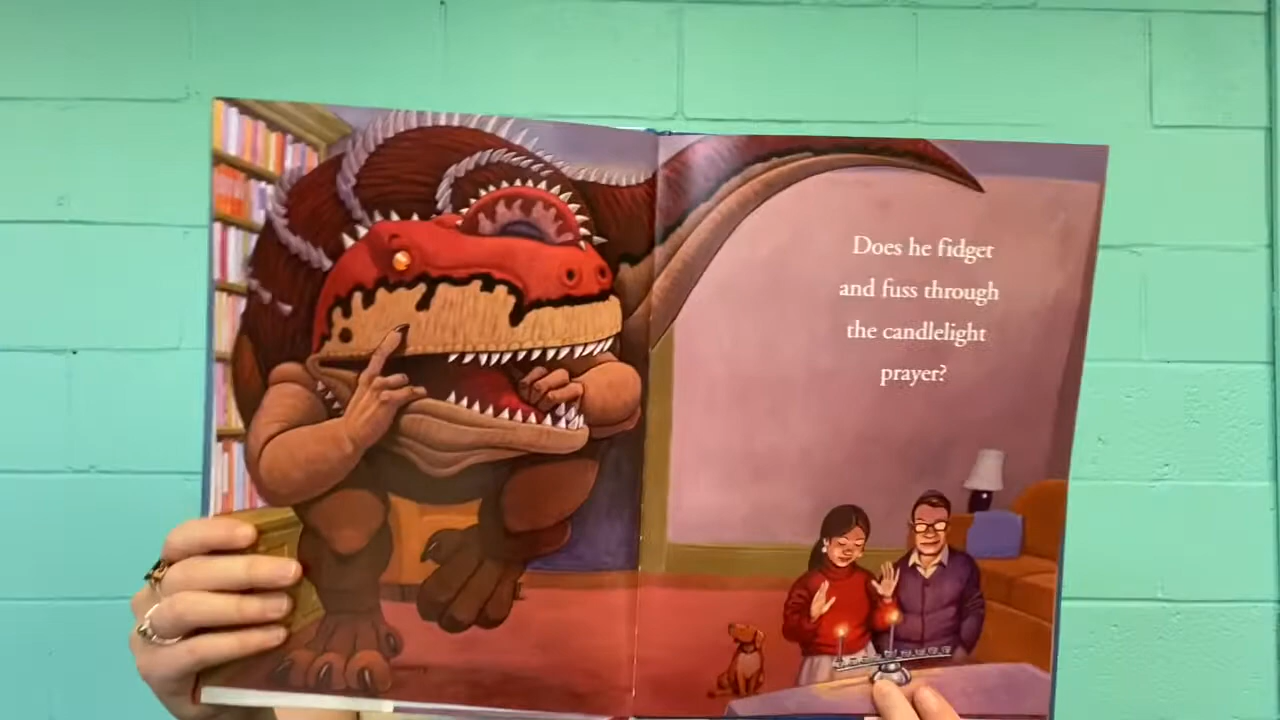 Does he fidget
and fuss through
the candlelight
prayer?